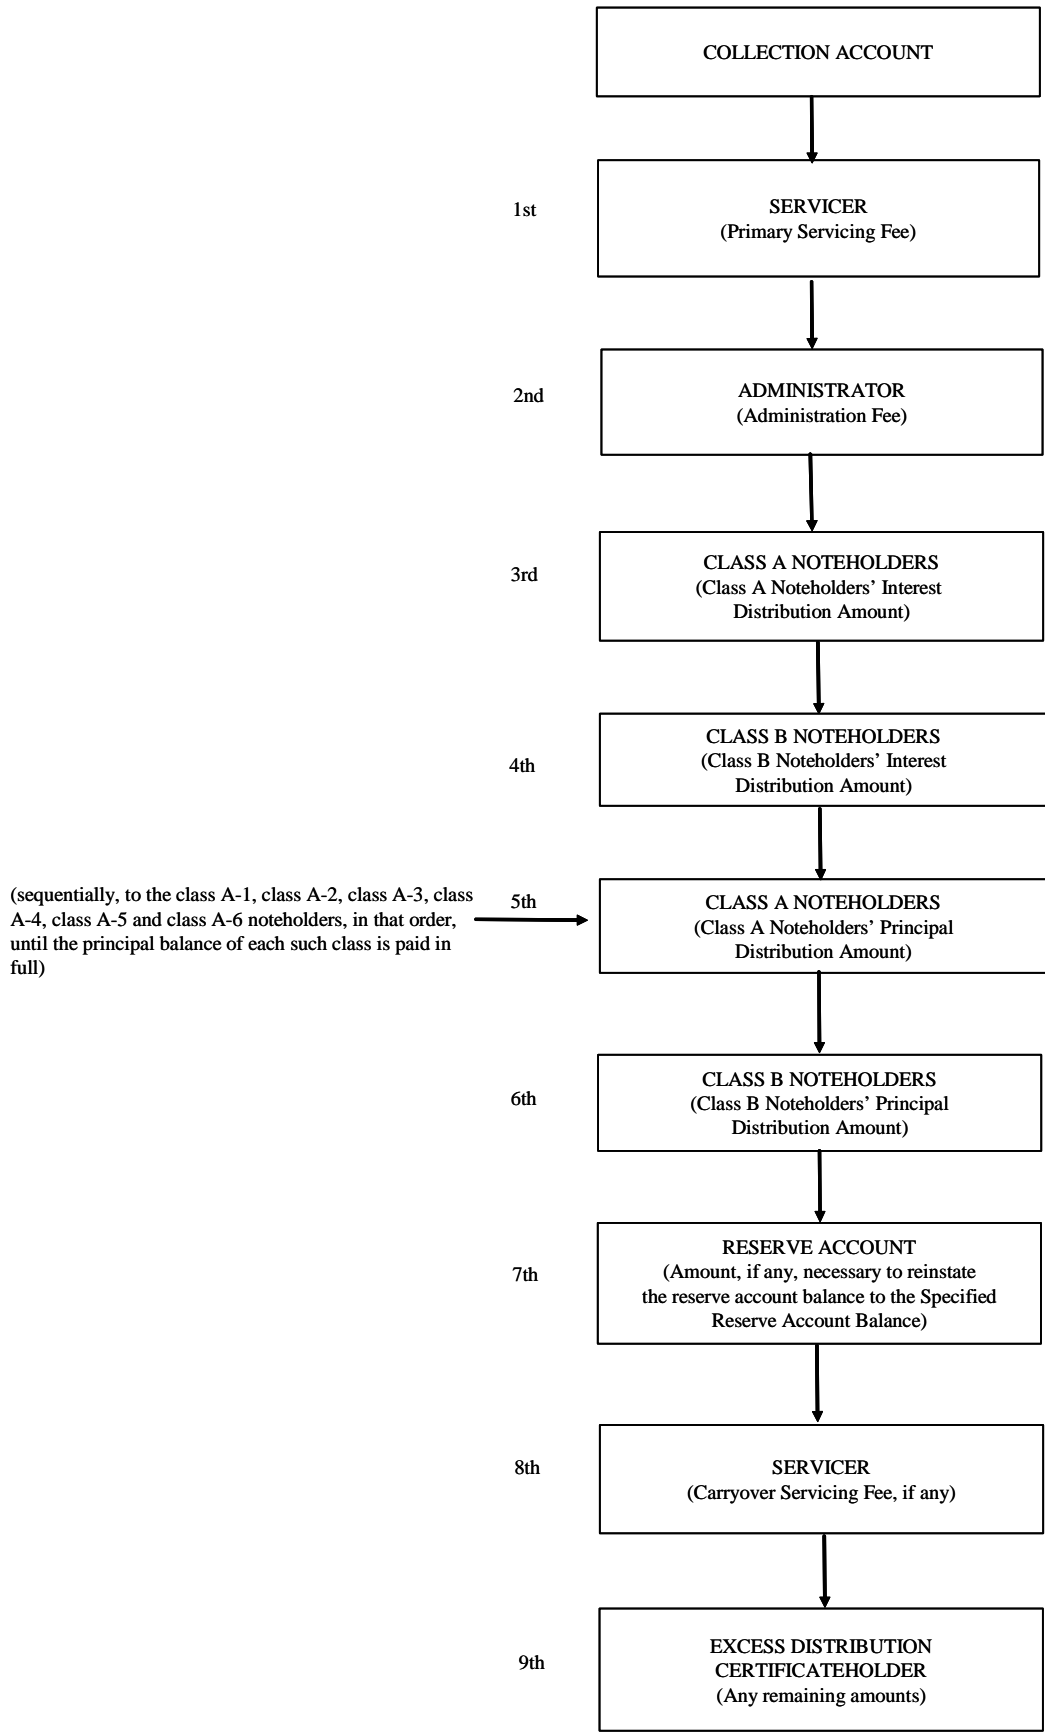 COLLECTION ACCOUNT
1st
SERVICER
(Primary Servicing Fee)
2nd
ADMINISTRATOR
(Administration Fee)
3rd
CLASS A NOTEHOLDERS
(Class A Noteholders’ Interest
Distribution Amount)
4th
CLASS B NOTEHOLDERS
(Class B Noteholders’ Interest
Distribution Amount)
(sequentially, to the class A-1, class A-2, class A-3, class
A-4, class A-5 and class A-6 noteholders, in that order,
until the principal balance of each such class is paid in
full)
5th
CLASS A NOTEHOLDERS
(Class A Noteholders’ Principal
Distribution Amount)
6th
CLASS B NOTEHOLDERS
(Class B Noteholders’ Principal
Distribution Amount)
7th
RESERVE ACCOUNT
(Amount, if any, necessary to reinstate
the reserve account balance to the Specified
Reserve Account Balance)
8th
SERVICER
(Carryover Servicing Fee, if any)
9th
EXCESS DISTRIBUTION
CERTIFICATEHOLDER
(Any remaining amounts)